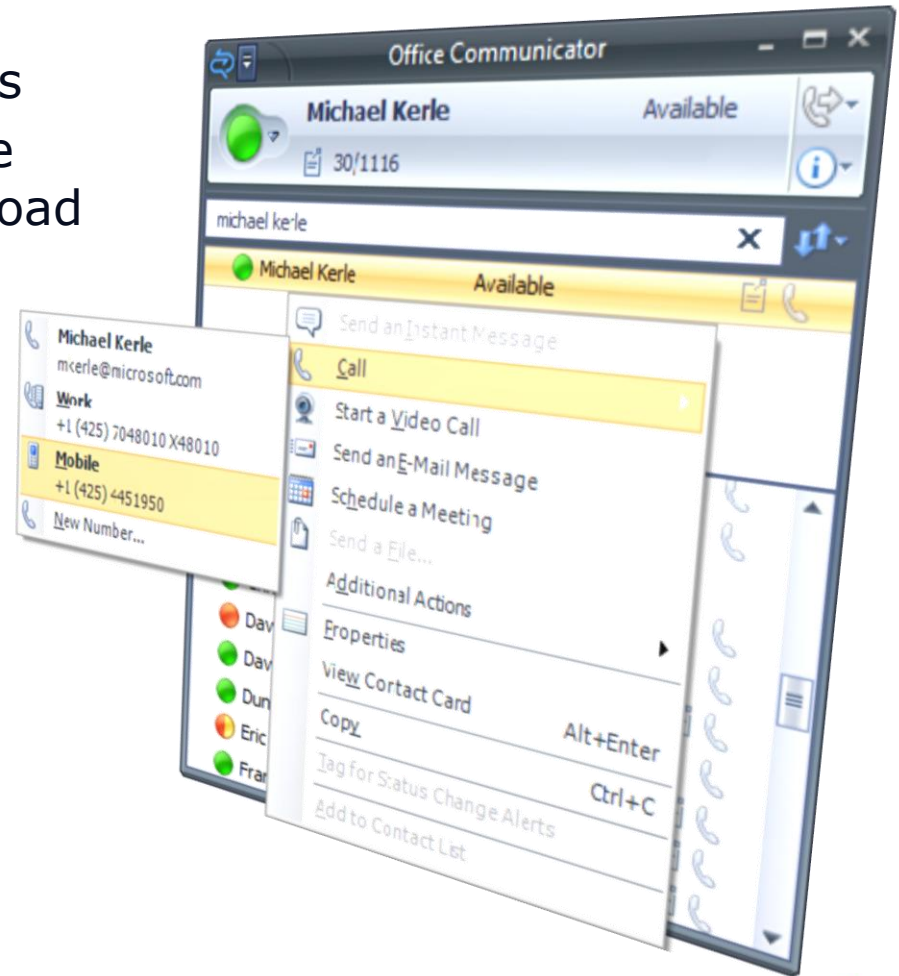 s
e
oad
Office Communicator
Michael Kerle Available
30/1116
michael kerle
Michael Kerle Available
Send an Instant Message
Call
Start a Video Call
Send an E-Mail Message
Schedule a Meeting
Send a File...
Additional Actions
Properties Alt+Enter
View Contact Card
Copy Ctrl+C
Tag for Status Change Alerts
Add to Contact List
Michael Kerle
mkerle@microsoft.com
Work
+1 (425) 7048010 X48010
Mobile
+1 (425) 4451950
New Number...
Dav
Dav
Dun
Eric
Fran